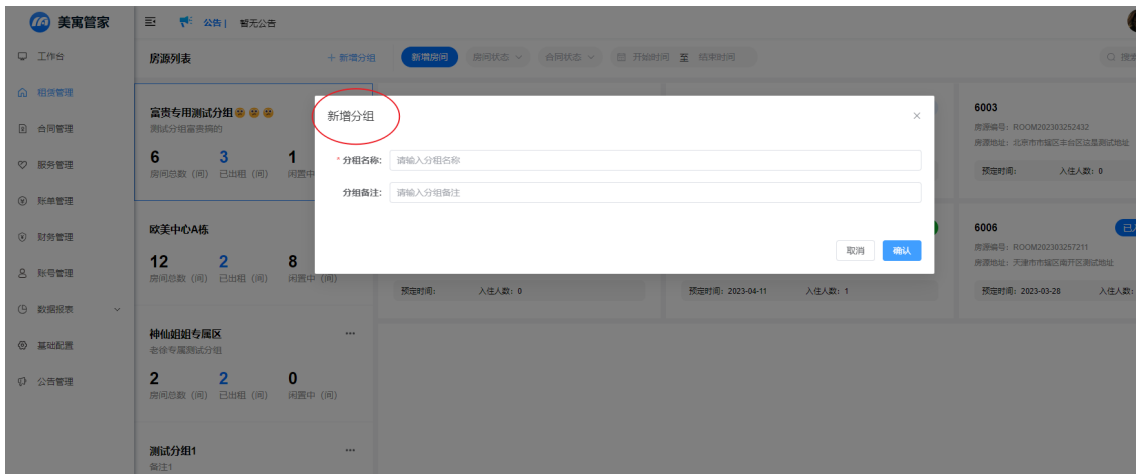 美寓管家
公告 | 暂无公告
工作台
租赁管理
合同管理
服务管理
账单管理
财务管理
账号管理
数据报表
基础配置
公告管理
房源列表
+ 新增分组
新增房间
房间状态
合同状态
开始时间 至 结束时间
搜索
富贵专用测试分组
测试分组富贵搞的
6 3 1
房间总数（间） 已出租（间） 闲置中
欧美中心A栋
12 2 8
房间总数（间） 已出租（间） 闲置中（间）
神仙姐姐专属区
老徐专属测试分组
2 2 0
房间总数（间） 已出租（间） 闲置中（间）
测试分组1
备注1
新增分组
* 分组名称: 请输入分组名称
分组备注: 请输入分组备注
取消 确认
预定时间: 入住人数: 0
预定时间: 2023-04-11 入住人数: 1
6003
房源编号: ROOM202303252432
房源地址: 北京市市辖区丰台区这是测试地址
预定时间: 入住人数: 0
6006
房源编号: ROOM202303257211
房源地址: 天津市市辖区南开区测试地址
预定时间: 2023-03-28 入住人数: